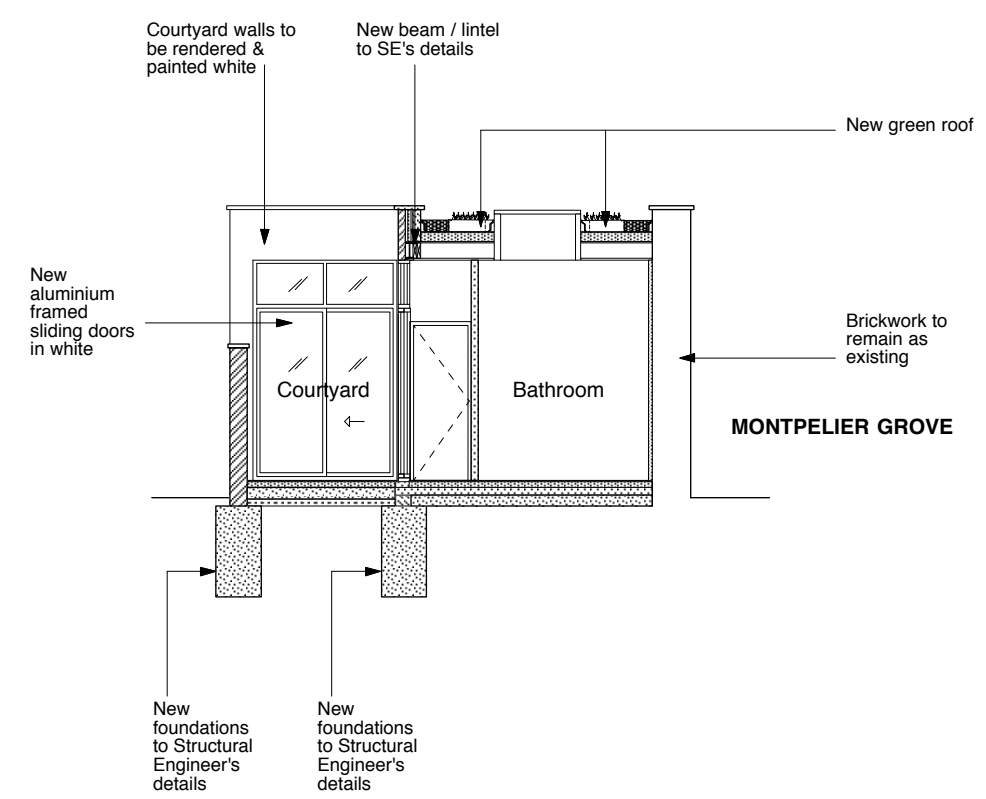 Courtyard walls to
be rendered &
painted white
New beam / lintel
to SE's details
New green roof
New
aluminium
framed
sliding doors
in white
Brickwork to
remain as
existing
Courtyard
Bathroom
MONTPELIER GROVE
New
foundations
to Structural
Engineer's
details
New
foundations
to Structural
Engineer's
details